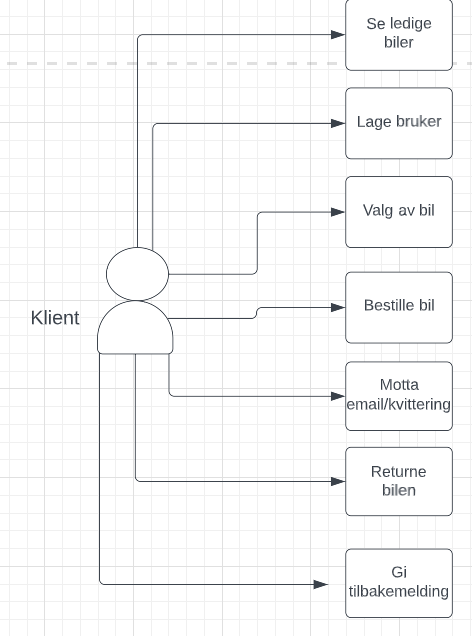 Se ledige
biler
Lage bruker
Valg av bil
Bestille bil
Klient
Motta
email/kvittering
Returne
bilen
Gi
tilbakemelding